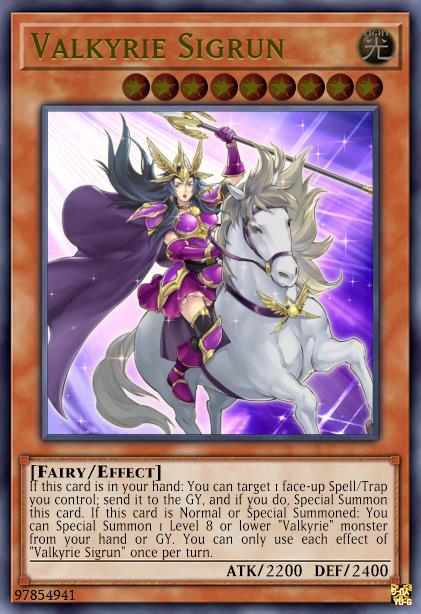 Valkyrie Sigrun
LIGHT
光
[Fairy/Effect]
If this card is in your hand: You can target 1 face-up Spell/Trap
you control; send it to the GY, and if you do, Special Summon
this card. If this card is Normal or Special Summoned: You
can Special Summon 1 Level 8 or lower "Valkyrie" monster
from your hand or GY. You can only use each effect of
"Valkyrie Sigrun" once per turn.
ATK/2200 DEF/2400
97854941